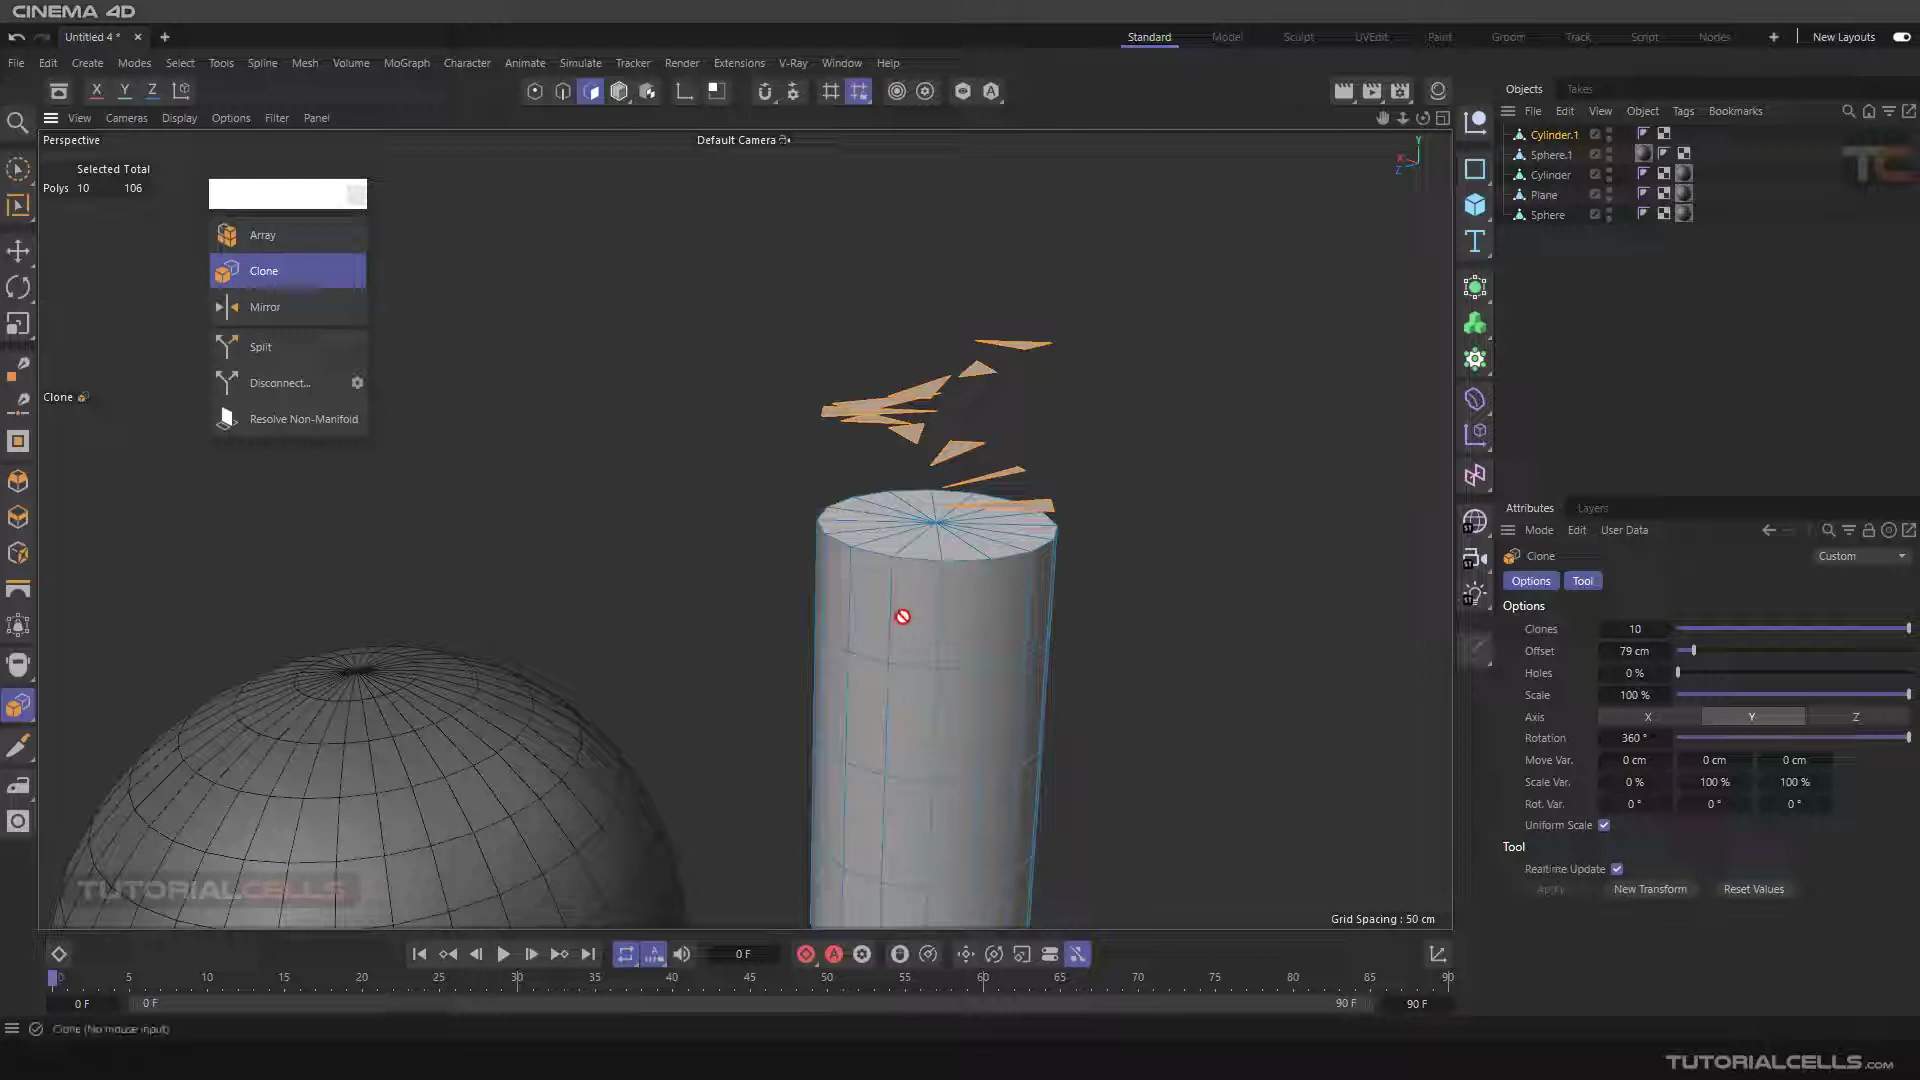 CINEMA 4D
Untitled 4 *
Standard
Model
Sculpt
UVEdit
Paint
Groom
Track
Script
Nodes
New Layouts
File Edit Create Modes Select Tools Spline Mesh Volume MoGraph Character Animate Simulate Tracker Render Extensions V-Ray Window Help
X Y Z
View Cameras Display Options Filter Panel
Perspective
Default Camera
Selected Total
Polys 10 106
Array
Clone
Mirror
Split
Disconnect...
Resolve Non-Manifold
Clone
Y
X
Z
Grid Spacing : 50 cm
TUTORIALCELLS
Objects Takes
File Edit View Object Tags Bookmarks
Cylinder.1
Sphere.1
Cylinder
Plane
Sphere
TC
Attributes Layers
Mode Edit User Data
Clone
Custom
Options Tool
Options
Clones 10
Offset 79 cm
Holes 0 %
Scale 100 %
Axis X Y Z
Rotation 360 °
Move Var. 0 cm 0 cm 0 cm
Scale Var. 0 % 100 % 100 %
Rot. Var. 0 ° 0 ° 0 °
Uniform Scale
Tool
Realtime Update
Apply New Transform Reset Values
0 F
0 5 10 15 20 25 30 35 40 45 50 55 60 65 70 75 80 85 90
0 F 0 F 90 F 90 F
Clone (No mouse input)
TUTORIALCELLS.COM